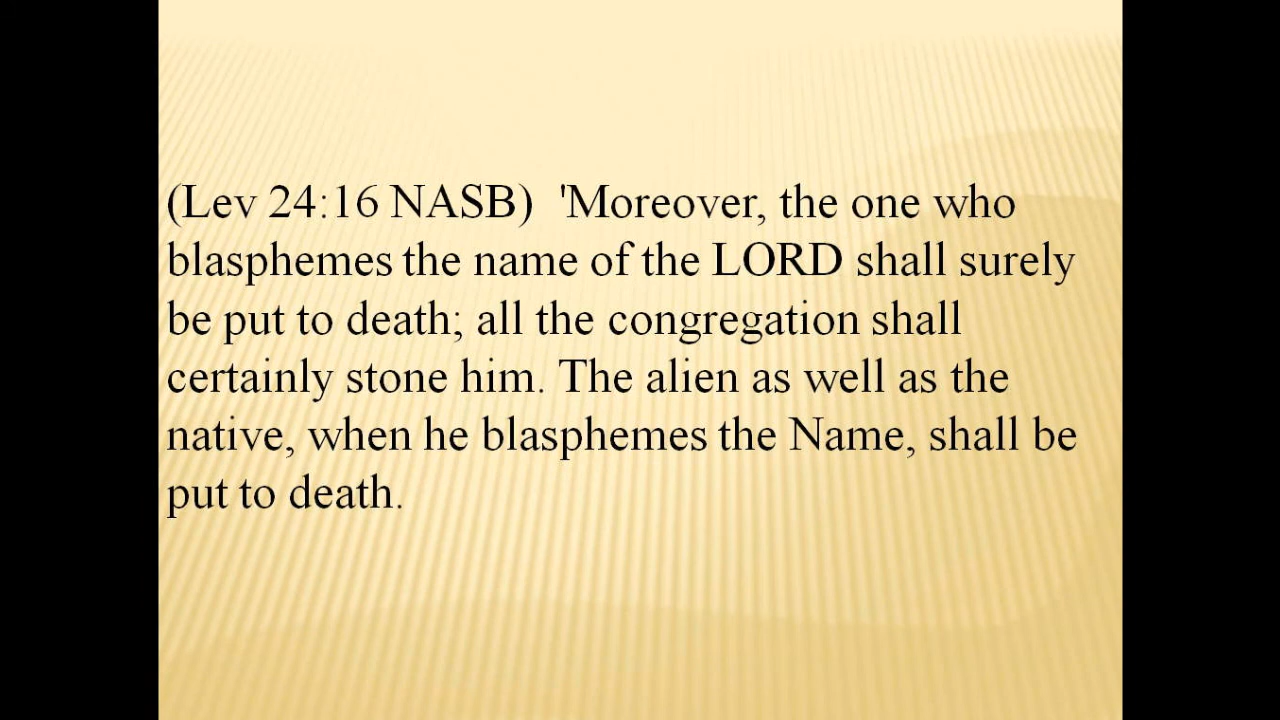 (Lev 24:16 NASB)  'Moreover, the one who
blasphemes the name of the LORD shall surely
be put to death; all the congregation shall
certainly stone him. The alien as well as the
native, when he blasphemes the Name, shall be
put to death.